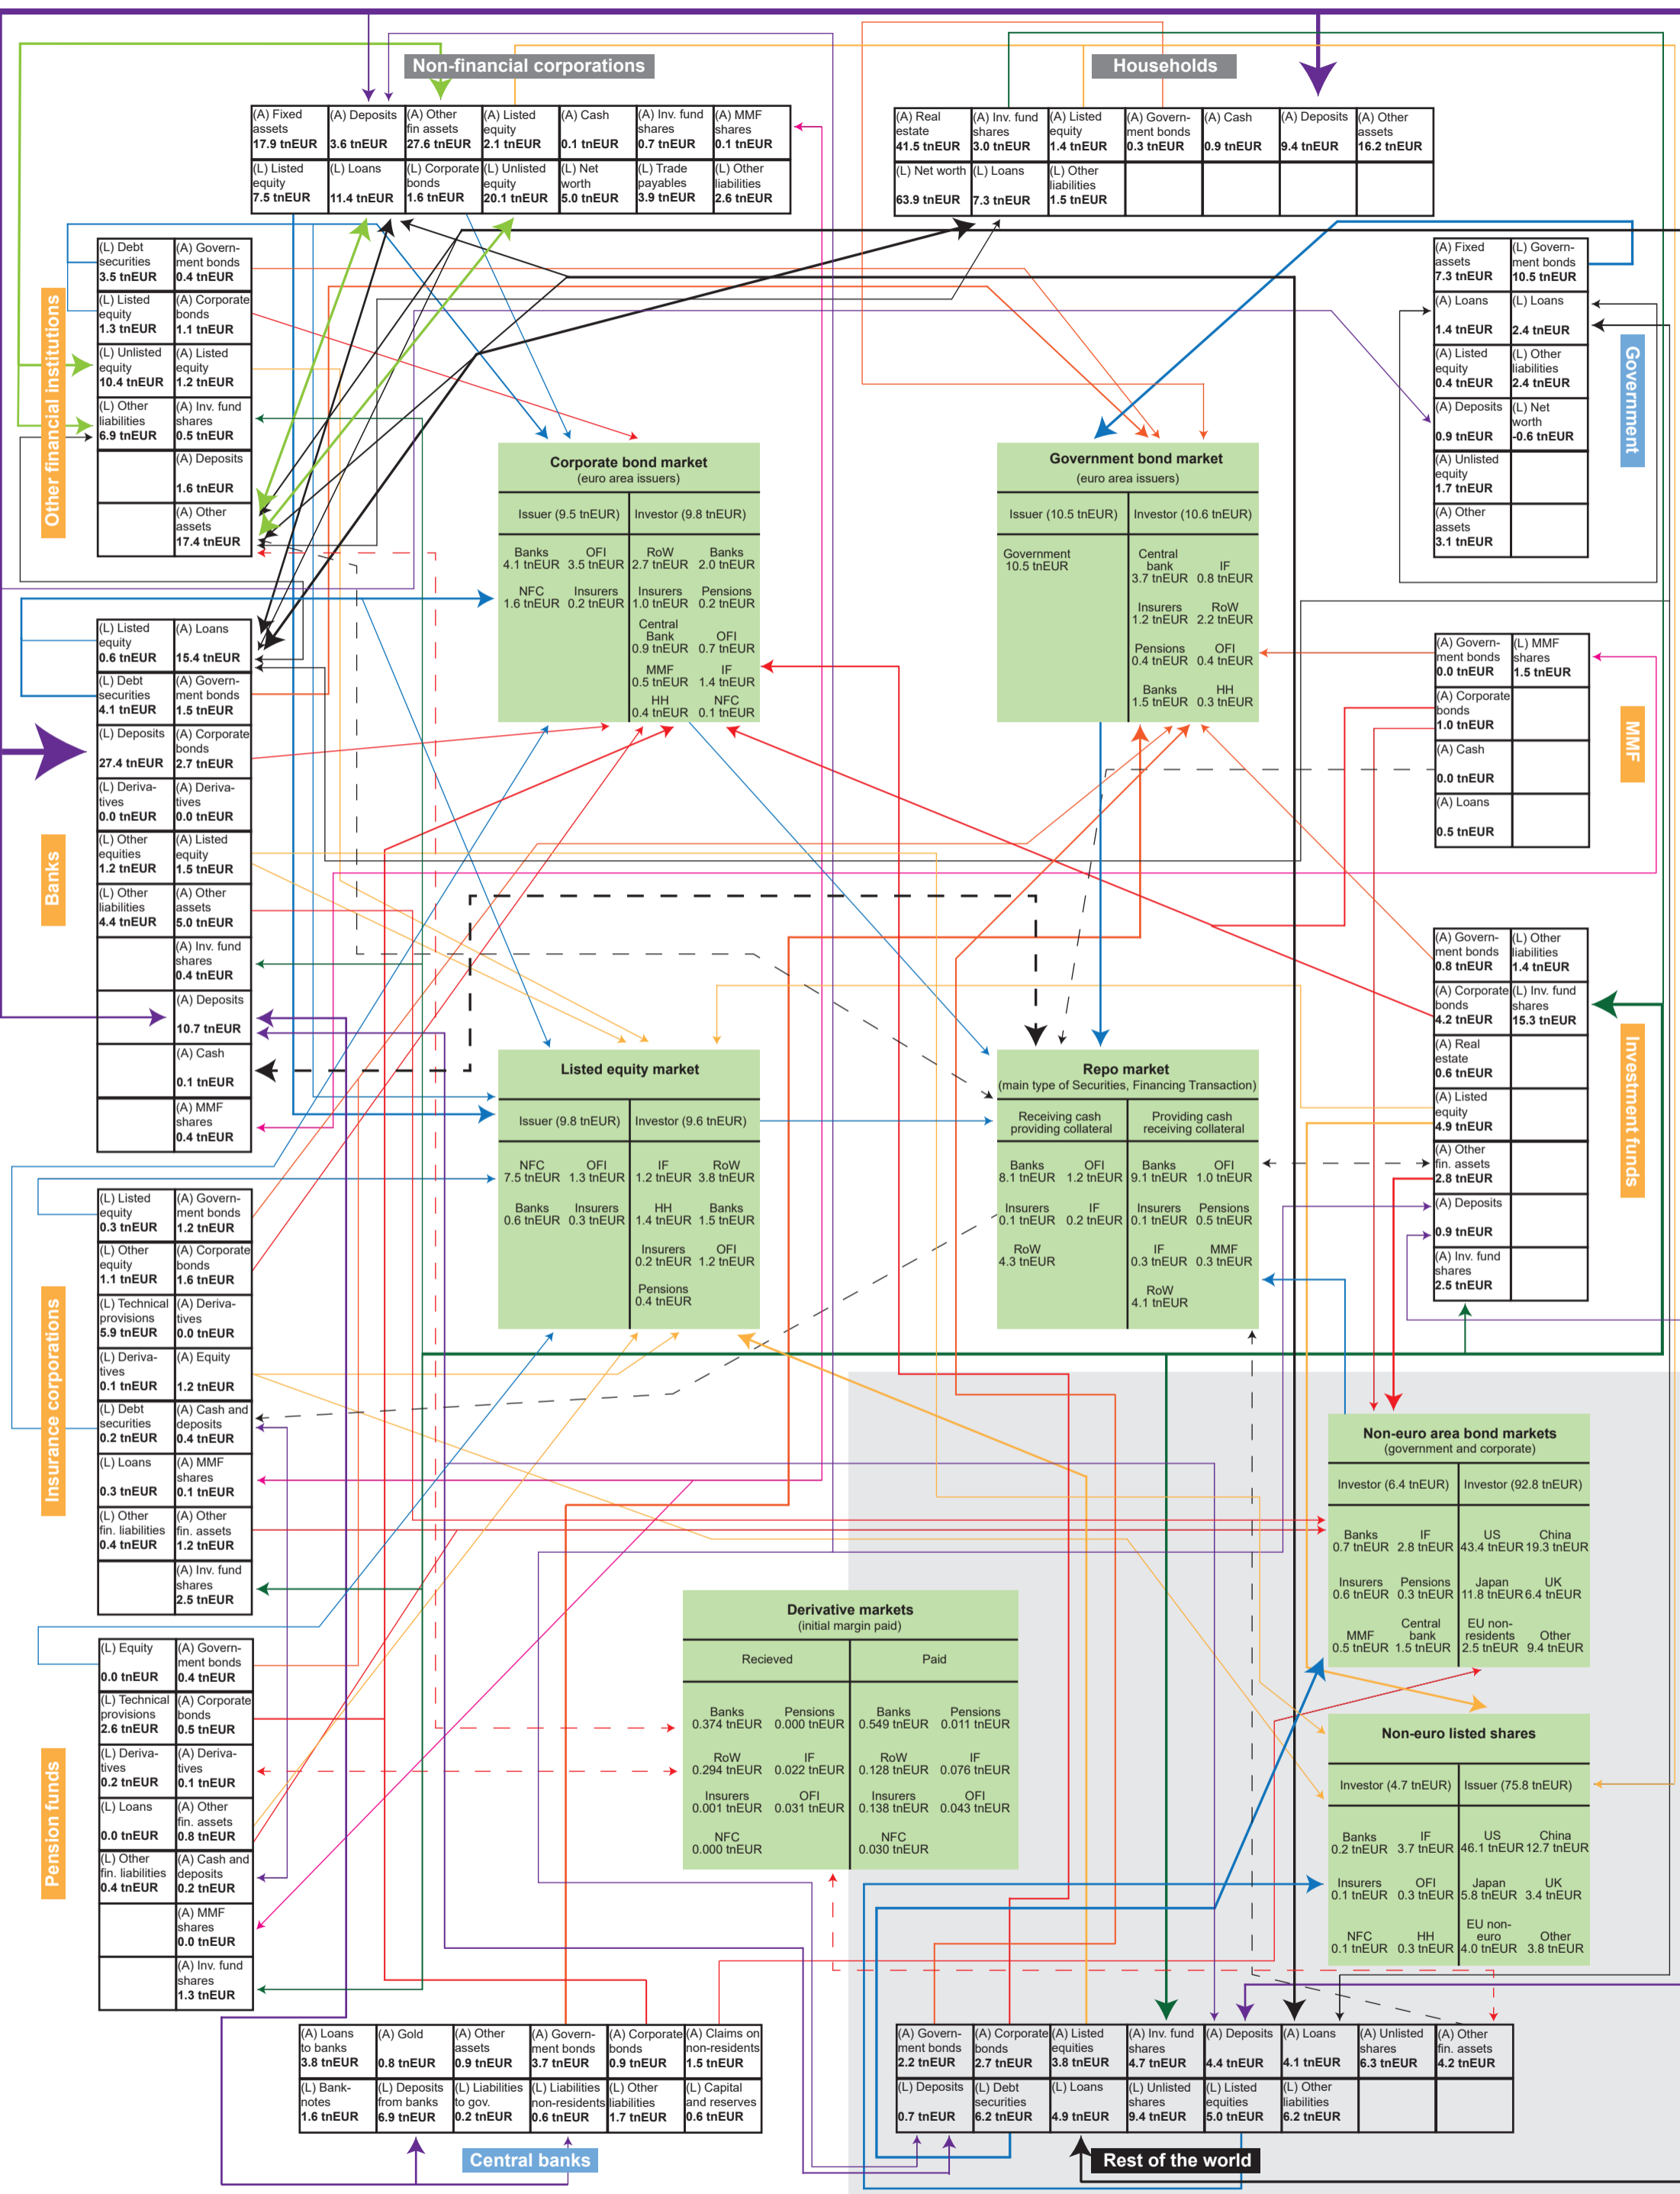 Non-financial corporations
(A) Fixed assets 17.9 tnEUR
(A) Deposits 3.6 tnEUR
(A) Other fin assets 27.6 tnEUR
(A) Listed equity 2.1 tnEUR
(A) Cash 0.1 tnEUR
(A) Inv. fund shares 0.7 tnEUR
(A) MMF shares 0.1 tnEUR
(L) Listed equity 7.5 tnEUR
(L) Loans 11.4 tnEUR
(L) Corporate bonds 1.6 tnEUR
(L) Unlisted equity 20.1 tnEUR
(L) Net worth 5.0 tnEUR
(L) Trade payables 3.9 tnEUR
(L) Other liabilities 2.6 tnEUR
Households
(A) Real estate 41.5 tnEUR
(A) Inv. fund shares 3.0 tnEUR
(A) Listed equity 1.4 tnEUR
(A) Govern-ment bonds 0.3 tnEUR
(A) Cash 0.9 tnEUR
(A) Deposits 9.4 tnEUR
(A) Other assets 16.2 tnEUR
(L) Net worth 63.9 tnEUR
(L) Loans 7.3 tnEUR
(L) Other liabilities 1.5 tnEUR
Other financial institutions
(L) Debt securities 3.5 tnEUR
(A) Govern-ment bonds 0.4 tnEUR
(L) Listed equity 1.3 tnEUR
(A) Corporate bonds 1.1 tnEUR
(L) Unlisted equity 10.4 tnEUR
(A) Listed equity 1.2 tnEUR
(L) Other liabilities 6.9 tnEUR
(A) Inv. fund shares 0.5 tnEUR
(A) Deposits 1.6 tnEUR
(A) Other assets 17.4 tnEUR
Government
(A) Fixed assets 7.3 tnEUR
(L) Govern-ment bonds 10.5 tnEUR
(A) Loans 1.4 tnEUR
(L) Loans 2.4 tnEUR
(A) Listed equity 0.4 tnEUR
(L) Other liabilities 2.4 tnEUR
(A) Deposits 0.9 tnEUR
(L) Net worth -0.6 tnEUR
(A) Unlisted equity 1.7 tnEUR
(A) Other assets 3.1 tnEUR
Corporate bond market
(euro area issuers)
Issuer (9.5 tnEUR)
Investor (9.8 tnEUR)
Banks 4.1 tnEUR
OFI 3.5 tnEUR
NFC 1.6 tnEUR
Insurers 0.2 tnEUR
RoW 2.7 tnEUR
Banks 2.0 tnEUR
Insurers 1.0 tnEUR
Pensions 0.2 tnEUR
Central Bank 0.9 tnEUR
OFI 0.7 tnEUR
MMF 0.5 tnEUR
IF 1.4 tnEUR
HH 0.4 tnEUR
NFC 0.1 tnEUR
Government bond market
(euro area issuers)
Issuer (10.5 tnEUR)
Investor (10.6 tnEUR)
Government 10.5 tnEUR
Central bank 3.7 tnEUR
IF 0.8 tnEUR
Insurers 1.2 tnEUR
RoW 2.2 tnEUR
Pensions 0.4 tnEUR
OFI 0.4 tnEUR
Banks 1.5 tnEUR
HH 0.3 tnEUR
Banks
(L) Listed equity 0.6 tnEUR
(A) Loans 15.4 tnEUR
(L) Debt securities 4.1 tnEUR
(A) Govern-ment bonds 1.5 tnEUR
(L) Deposits 27.4 tnEUR
(A) Corporate bonds 2.7 tnEUR
(L) Deriva-tives 0.0 tnEUR
(A) Deriva-tives 0.0 tnEUR
(L) Other equities 1.2 tnEUR
(A) Listed equity 1.5 tnEUR
(L) Other liabilities 4.4 tnEUR
(A) Other assets 5.0 tnEUR
(A) Inv. fund shares 0.4 tnEUR
(A) Deposits 10.7 tnEUR
(A) Cash 0.1 tnEUR
(A) MMF shares 0.4 tnEUR
MMF
(A) Govern-ment bonds 0.0 tnEUR
(L) MMF shares 1.5 tnEUR
(A) Corporate bonds 1.0 tnEUR
(A) Cash 0.0 tnEUR
(A) Loans 0.5 tnEUR
Investment funds
(A) Govern-ment bonds 0.8 tnEUR
(L) Other liabilities 1.4 tnEUR
(A) Corporate bonds 4.2 tnEUR
(L) Inv. fund shares 15.3 tnEUR
(A) Real estate 0.6 tnEUR
(A) Listed equity 4.9 tnEUR
(A) Other fin. assets 2.8 tnEUR
(A) Deposits 0.9 tnEUR
(A) Inv. fund shares 2.5 tnEUR
Listed equity market
Issuer (9.8 tnEUR)
Investor (9.6 tnEUR)
NFC 7.5 tnEUR
OFI 1.3 tnEUR
Banks 0.6 tnEUR
Insurers 0.3 tnEUR
IF 1.2 tnEUR
RoW 3.8 tnEUR
HH 1.4 tnEUR
Banks 1.5 tnEUR
Insurers 0.2 tnEUR
OFI 1.2 tnEUR
Pensions 0.4 tnEUR
Repo market
(main type of Securities, Financing Transaction)
Receiving cash providing collateral
Providing cash receiving collateral
Banks 8.1 tnEUR
OFI 1.2 tnEUR
Insurers 0.1 tnEUR
IF 0.2 tnEUR
RoW 4.3 tnEUR
Banks 9.1 tnEUR
OFI 1.0 tnEUR
Insurers 0.1 tnEUR
Pensions 0.5 tnEUR
IF 0.3 tnEUR
MMF 0.3 tnEUR
RoW 4.1 tnEUR
Insurance corporations
(L) Listed equity 0.3 tnEUR
(A) Govern-ment bonds 1.2 tnEUR
(L) Other equity 1.1 tnEUR
(A) Corporate bonds 1.6 tnEUR
(L) Technical provisions 5.9 tnEUR
(A) Deriva-tives 0.0 tnEUR
(L) Deriva-tives 0.1 tnEUR
(A) Equity 1.2 tnEUR
(L) Debt securities 0.2 tnEUR
(A) Cash and deposits 0.4 tnEUR
(L) Loans 0.3 tnEUR
(A) MMF shares 0.1 tnEUR
(L) Other fin. liabilities 0.4 tnEUR
(A) Other fin. assets 1.2 tnEUR
(A) Inv. fund shares 2.5 tnEUR
Non-euro area bond markets
(government and corporate)
Investor (6.4 tnEUR)
Investor (92.8 tnEUR)
Banks 0.7 tnEUR
IF 2.8 tnEUR
Insurers 0.6 tnEUR
Pensions 0.3 tnEUR
MMF 0.5 tnEUR
Central bank 1.5 tnEUR
US 43.4 tnEUR
China 19.3 tnEUR
Japan 11.8 tnEUR
UK 6.4 tnEUR
EU non-residents 2.5 tnEUR
Other 9.4 tnEUR
Derivative markets
(initial margin paid)
Recieved
Paid
Banks 0.374 tnEUR
Pensions 0.000 tnEUR
RoW 0.294 tnEUR
IF 0.022 tnEUR
Insurers 0.001 tnEUR
OFI 0.031 tnEUR
NFC 0.000 tnEUR
Banks 0.549 tnEUR
Pensions 0.011 tnEUR
RoW 0.128 tnEUR
IF 0.076 tnEUR
Insurers 0.138 tnEUR
OFI 0.043 tnEUR
NFC 0.030 tnEUR
Non-euro listed shares
Investor (4.7 tnEUR)
Issuer (75.8 tnEUR)
Banks 0.2 tnEUR
IF 3.7 tnEUR
Insurers 0.1 tnEUR
OFI 0.3 tnEUR
NFC 0.1 tnEUR
HH 0.3 tnEUR
US 46.1 tnEUR
China 12.7 tnEUR
Japan 5.8 tnEUR
UK 3.4 tnEUR
EU non-euro 4.0 tnEUR
Other 3.8 tnEUR
Pension funds
(L) Equity 0.0 tnEUR
(A) Govern-ment bonds 0.4 tnEUR
(L) Technical provisions 2.6 tnEUR
(A) Corporate bonds 0.5 tnEUR
(L) Deriva-tives 0.2 tnEUR
(A) Deriva-tives 0.1 tnEUR
(L) Loans 0.0 tnEUR
(A) Other fin. assets 0.8 tnEUR
(L) Other fin. liabilities 0.4 tnEUR
(A) Cash and deposits 0.2 tnEUR
(A) MMF shares 0.0 tnEUR
(A) Inv. fund shares 1.3 tnEUR
(A) Loans to banks 3.8 tnEUR
(A) Gold 0.8 tnEUR
(A) Other assets 0.9 tnEUR
(A) Govern-ment bonds 3.7 tnEUR
(A) Corporate bonds 0.9 tnEUR
(A) Claims on non-residents 1.5 tnEUR
(L) Bank-notes 1.6 tnEUR
(L) Deposits from banks 6.9 tnEUR
(L) Liabilities to gov. 0.2 tnEUR
(L) Liabilities non-residents 0.6 tnEUR
(L) Other liabilities 1.7 tnEUR
(L) Capital and reserves 0.6 tnEUR
Central banks
(A) Govern-ment bonds 2.2 tnEUR
(A) Corporate bonds 2.7 tnEUR
(A) Listed equities 3.8 tnEUR
(A) Inv. fund shares 4.7 tnEUR
(A) Deposits 4.4 tnEUR
(A) Loans 4.1 tnEUR
(A) Unlisted shares 6.3 tnEUR
(A) Other fin. assets 4.2 tnEUR
(L) Deposits 0.7 tnEUR
(L) Debt securities 6.2 tnEUR
(L) Loans 4.9 tnEUR
(L) Unlisted shares 9.4 tnEUR
(L) Listed equities 5.0 tnEUR
(L) Other liabilities 6.2 tnEUR
Rest of the world